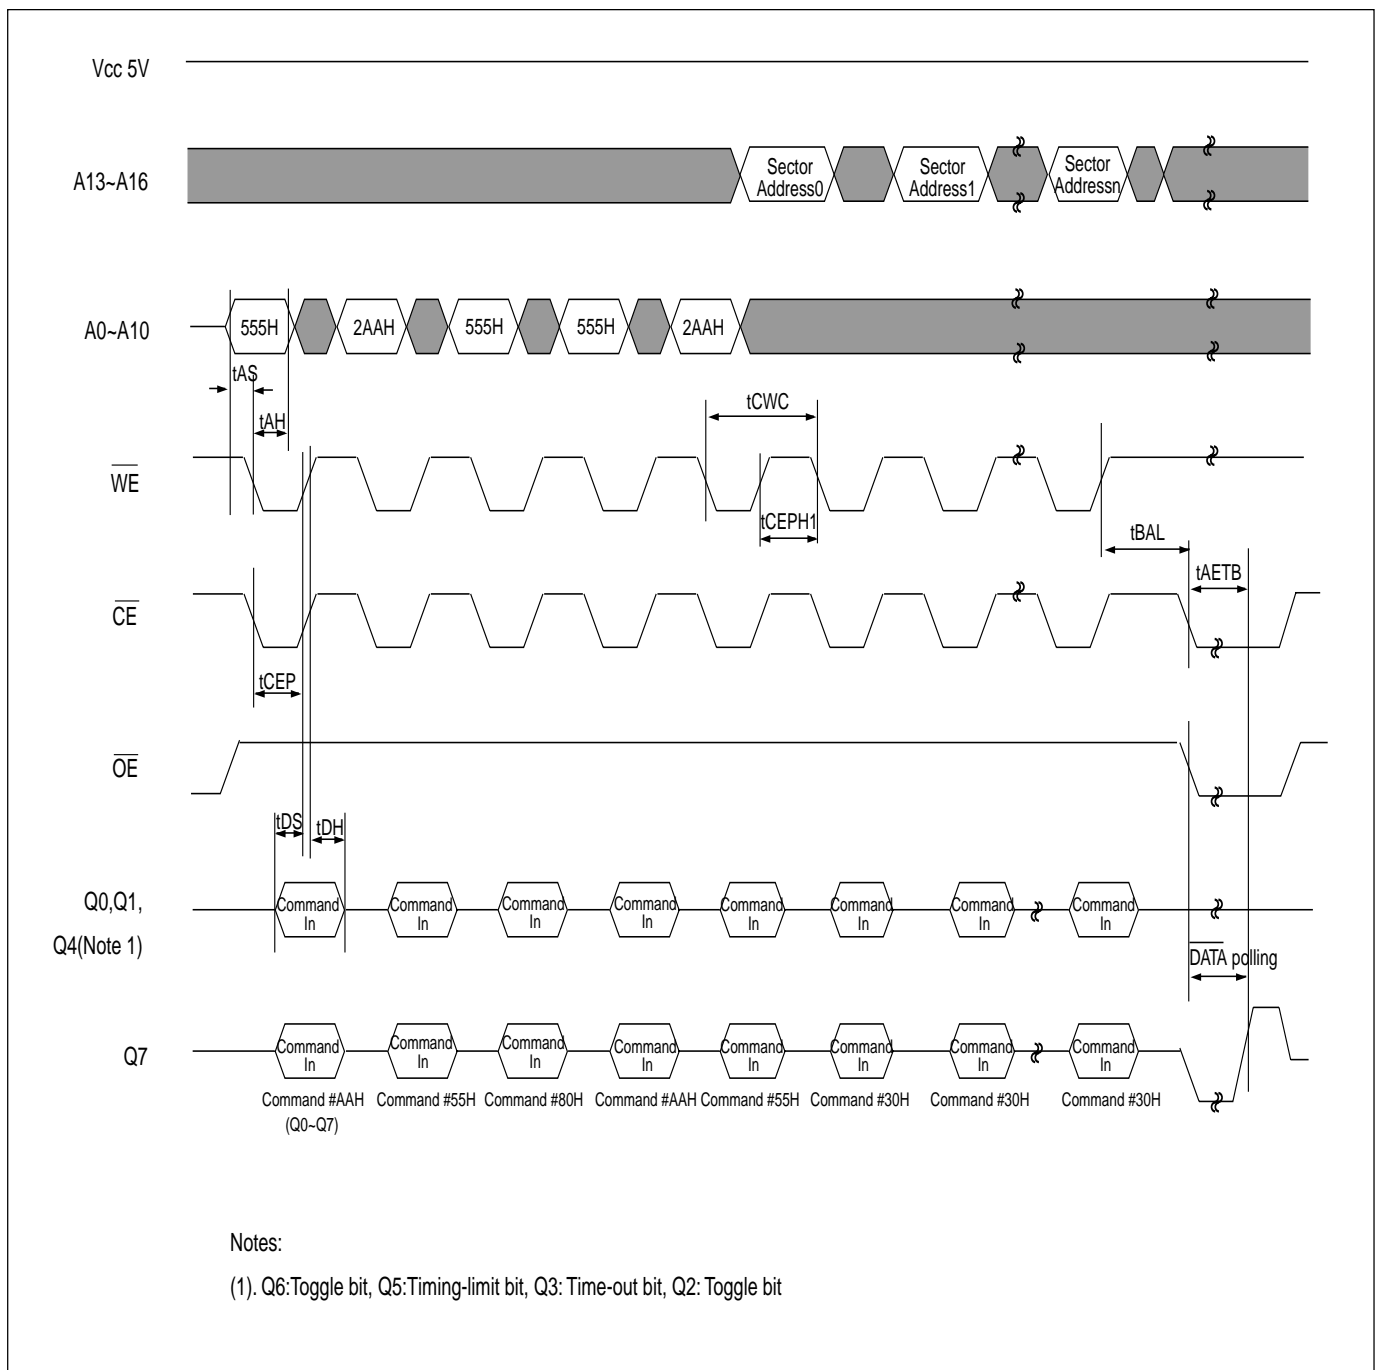 Vcc 5V
A13~A16
Sector
Address0
Sector
Address1
Sector
Addressn
A0~A10
555H
2AAH
555H
555H
2AAH
tAS
tAH
tCWC
WE
tCEPH1
tBAL
tAETB
CE
tCEP
OE
tDS
tDH
Q0,Q1,
Q4(Note 1)
Command
In
Command
In
Command
In
Command
In
Command
In
Command
In
Command
In
Command
In
DATA polling
Q7
Command
In
Command
In
Command
In
Command
In
Command
In
Command
In
Command
In
Command
In
Command #AAH
(Q0~Q7)
Command #55H
Command #80H
Command #AAH
Command #55H
Command #30H
Command #30H
Command #30H
Notes:
(1). Q6:Toggle bit, Q5:Timing-limit bit, Q3: Time-out bit, Q2: Toggle bit